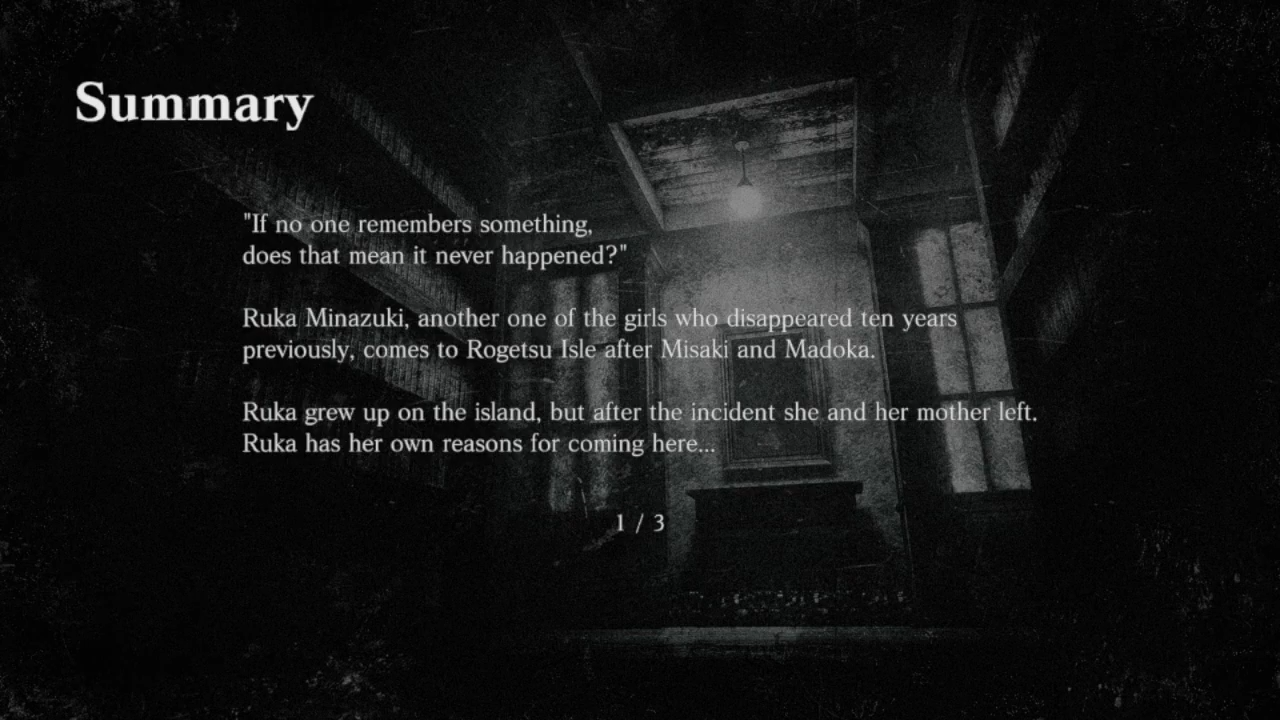 Summary
"If no one remembers something,
does that mean it never happened?"
Ruka Minazuki, another one of the girls who disappeared ten years
previously, comes to Rogetsu Isle after Misaki and Madoka.
Ruka grew up on the island, but after the incident she and her mother left.
Ruka has her own reasons for coming here...
1 / 3